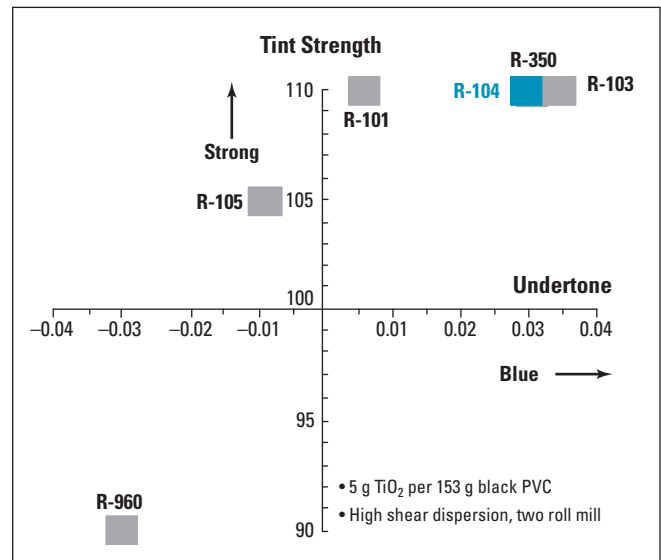 Tint Strength
R-350
110
R-104
R-103
R-101
Strong
R-105
105
100
Undertone
–0.04 –0.03 –0.02 –0.01 0.01 0.02 0.03 0.04
Blue
95
• 5 g TiO₂ per 153 g black PVC
R-960
• High shear dispersion, two roll mill
90